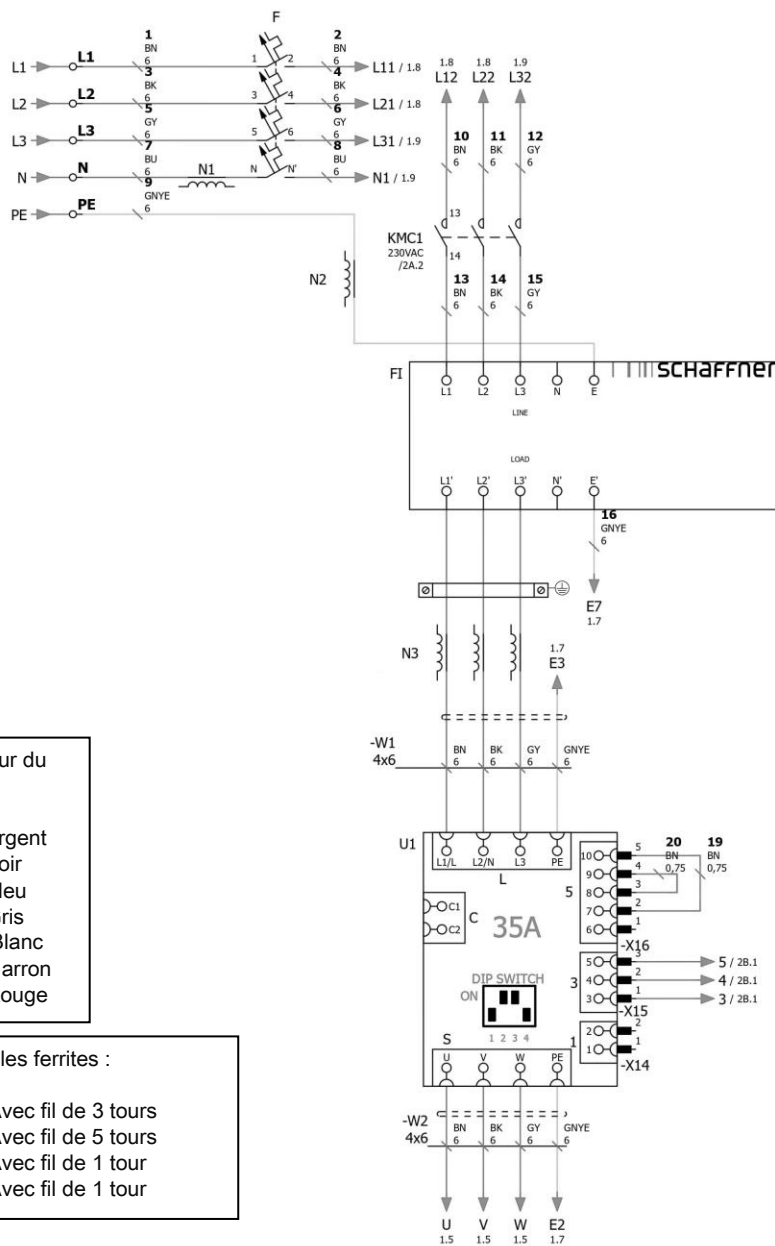 F
1
BN
6
2
BN
6
L1
L1
1
2
L11 / 1.8
3
BK
6
4
BK
6
L2
L2
3
4
L21 / 1.8
5
GY
6
6
GY
6
L3
L3
5
6
L31 / 1.9
7
BU
6
8
BU
6
N
N
N1
N
N'
N1 / 1.9
9
GNYE
6
PE
PE
1.8
L12
1.8
L22
1.9
L32
10
BN
6
11
BK
6
12
GY
6
KMC1
230VAC
/2A.2
13
14
N2
13
BN
6
14
BK
6
15
GY
6
FI
SCHAFFNER
L1 L2 L3 N E
LINE
LOAD
L1' L2' L3' N' E'
16
GNYE
6
E7
1.7
N3
1.7
E3
-W1
4x6
BN
6
BK
6
GY
6
GNYE
6
U1
L1/L L2/N L3 PE
L
C1
C2
C
35A
DIP SWITCH
ON
1 2 3 4
S
U V W PE
5
10 5
9 4
8 3
7 2
6 1
-X16
20
BN
0,75
19
BN
0,75
3
5 3 5 / 2B.1
4 2 4 / 2B.1
3 1 3 / 2B.1
-X15
1
2 2
1 1
-X14
-W2
4x6
BN
6
BK
6
GY
6
GNYE
6
U
1.5
V
1.5
W
1.5
E2
1.7
ur du
rgent
oir
leu
ris
lanc
arron
ouge
les ferrites :
vec fil de 3 tours
vec fil de 5 tours
vec fil de 1 tour
vec fil de 1 tour